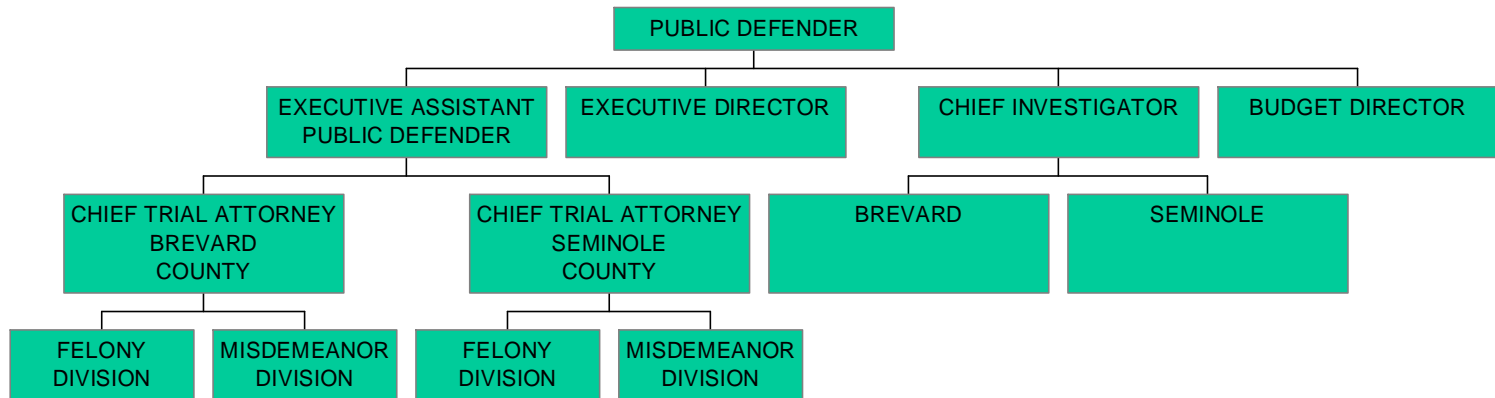 PUBLIC DEFENDER
EXECUTIVE ASSISTANT
PUBLIC DEFENDER
EXECUTIVE DIRECTOR
CHIEF INVESTIGATOR
BUDGET DIRECTOR
CHIEF TRIAL ATTORNEY
BREVARD
COUNTY
CHIEF TRIAL ATTORNEY
SEMINOLE
COUNTY
BREVARD
SEMINOLE
FELONY
DIVISION
MISDEMEANOR
DIVISION
FELONY
DIVISION
MISDEMEANOR
DIVISION